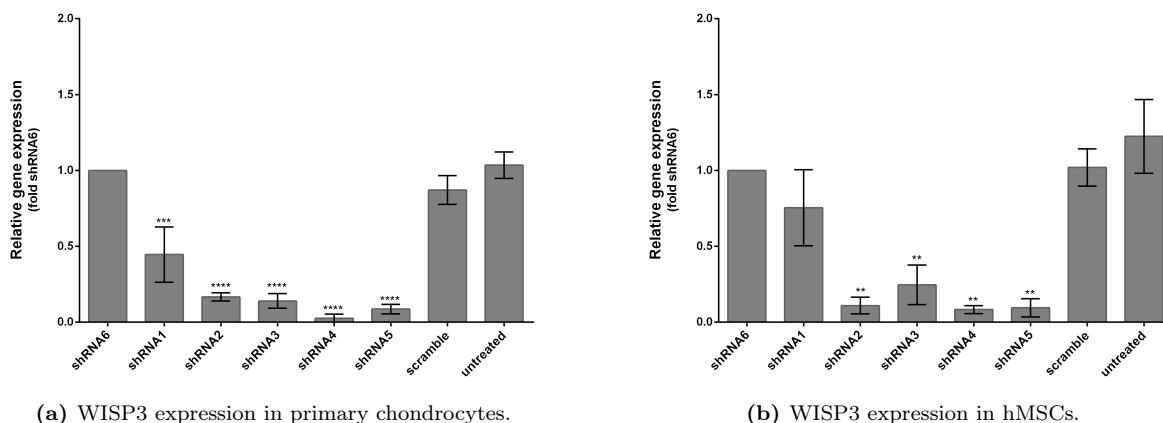 Relative gene expression
(fold shRNA6)
2.0
1.5
1.0
0.5
0.0
***
****
****
****
****
shRNA6
shRNA1
shRNA2
shRNA3
shRNA4
shRNA5
scramble
untreated
(a) WISP3 expression in primary chondrocytes.
Relative gene expression
(fold shRNA6)
2.0
1.5
1.0
0.5
0.0
**
**
**
**
shRNA6
shRNA1
shRNA2
shRNA3
shRNA4
shRNA5
scramble
untreated
(b) WISP3 expression in hMSCs.